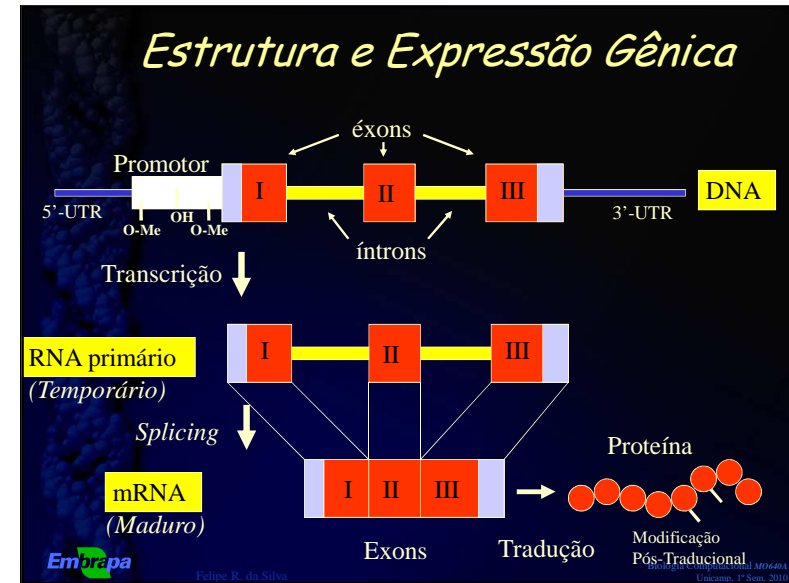 Estrutura e Expressão Gênica
éxons
Promotor
I
II
III
DNA
5'-UTR
O-Me
OH
O-Me
3'-UTR
íntrons
Transcrição
RNA primário
(Temporário)
I
II
III
Splicing
mRNA
(Maduro)
I
II
III
Proteína
Exons
Tradução
Modificação
Pós-Traducional
Embrapa
Felipe R. da Silva
Biologia Computacional MO640A
Unicamp, 1º Sem. 2010